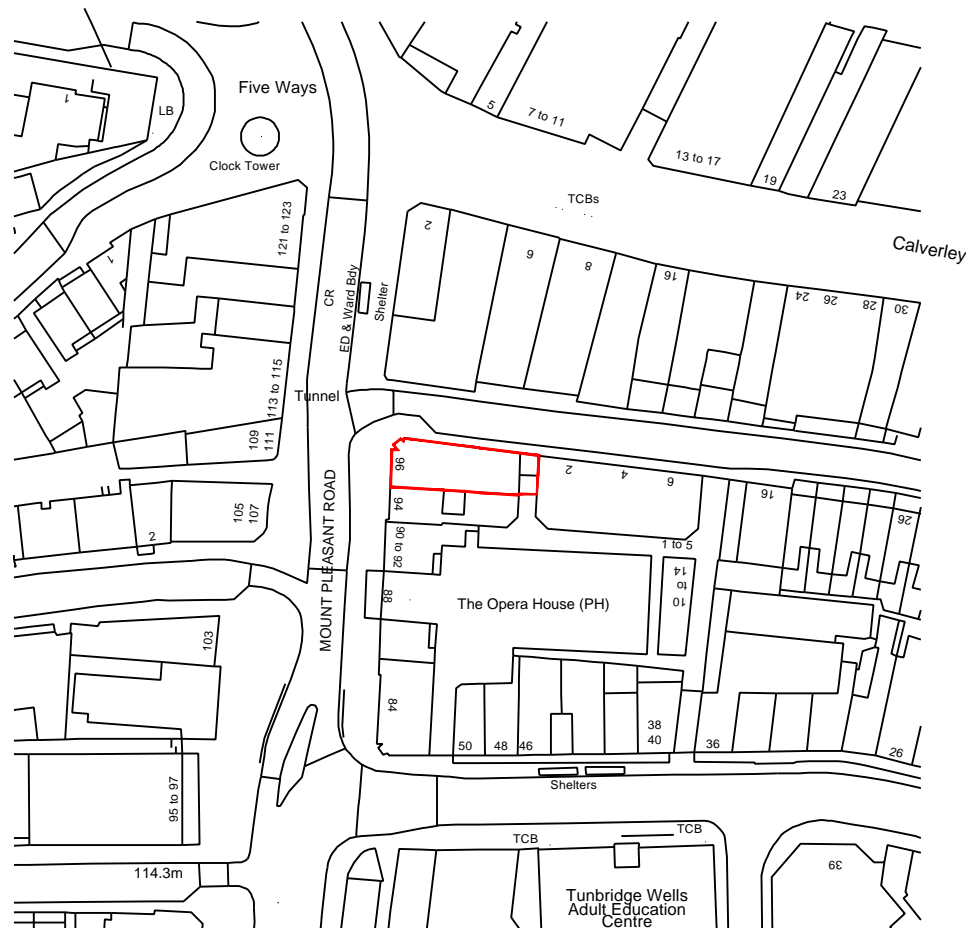 Five Ways
1
LB
Clock Tower
5
7 to 11
13 to 17
19
23
TCBs
Calverley
121 to 123
1
CR
ED & Ward Bdy
Shelter
2
6
8
16
24
26
28
30
113 to 115
Tunnel
109
111
96
2
4
6
16
26
94
105
107
2
90 to 92
1 to 5
MOUNT PLEASANT ROAD
88
The Opera House (PH)
14
to
10
103
84
50
48
46
38
40
36
26
95 to 97
Shelters
TCB
TCB
114.3m
39
Tunbridge Wells
Adult Education
Centre